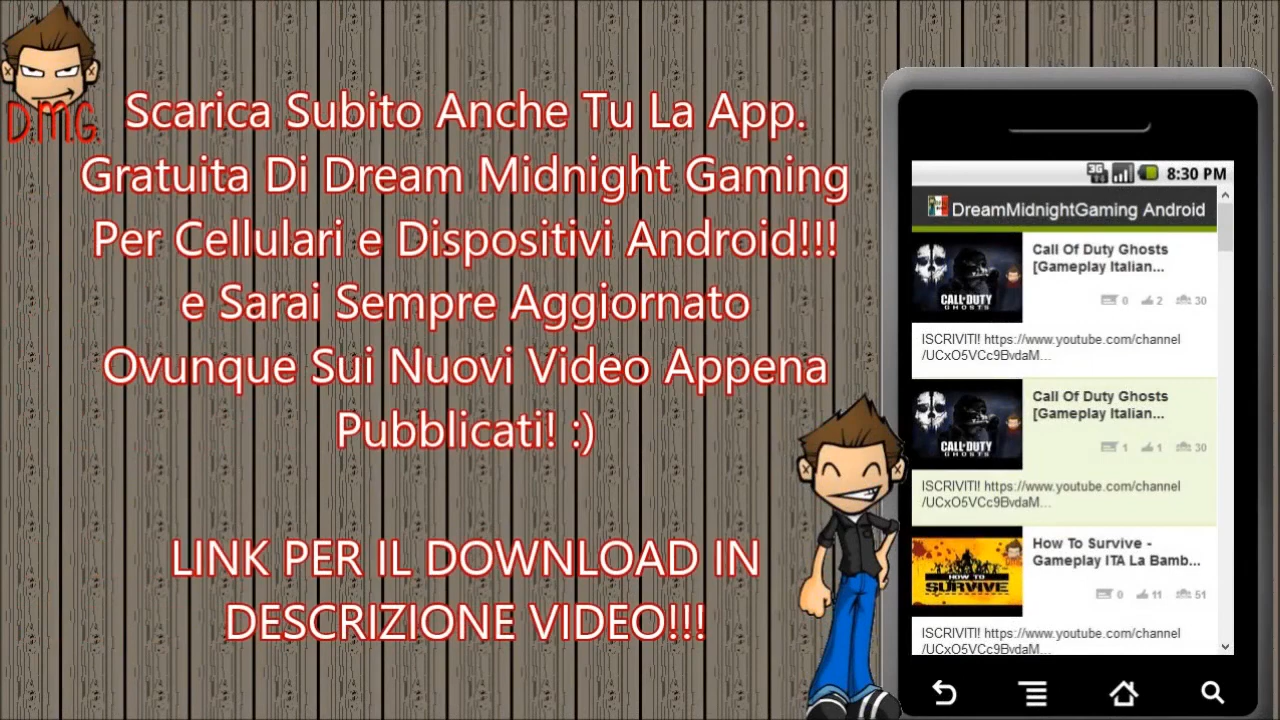 D.M.G.
Scarica Subito Anche Tu La App.
Gratuita Di Dream Midnight Gaming
Per Cellulari e Dispositivi Android!!!
e Sarai Sempre Aggiornato
Ovunque Sui Nuovi Video Appena
Pubblicati! :)
LINK PER IL DOWNLOAD IN
DESCRIZIONE VIDEO!!!
3G 8:30 PM
DreamMidnightGaming Android
CALL DUTY
GHOSTS
Call Of Duty Ghosts
[Gameplay Italian...
0 2 30
ISCRIVITI! https://www.youtube.com/channel
/UCxO5VCc9BvdaM...
CALL DUTY
GHOSTS
Call Of Duty Ghosts
[Gameplay Italian...
1 1 30
ISCRIVITI! https://www.youtube.com/channel
/UCxO5VCc9BvdaM...
HOW TO
SURVIVE
How To Survive -
Gameplay ITA La Bamb...
0 11 51
ISCRIVITI! https://www.youtube.com/channel
/UCxO5VCc9BvdaM...